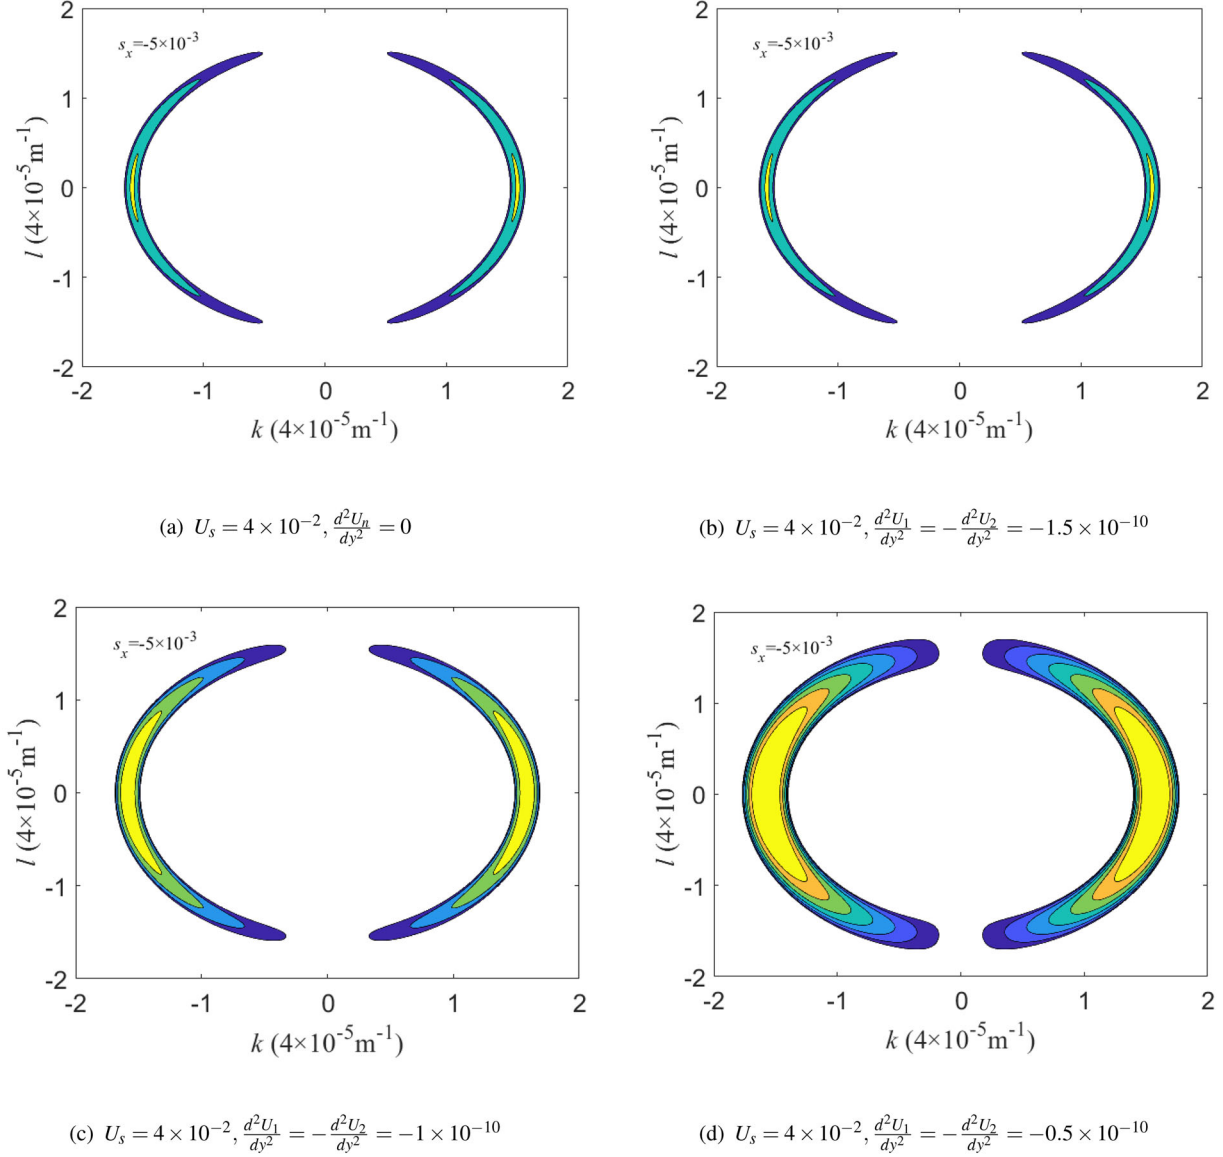 2
1
0
-1
-2
s_x=-5×10^-3
l (4×10^-5 m^-1)
-2 -1 0 1 2
k (4×10^-5 m^-1)
2
1
0
-1
-2
s_x=-5×10^-3
l (4×10^-5 m^-1)
-2 -1 0 1 2
k (4×10^-5 m^-1)
(a) U_s = 4 × 10^−2, d^2U_n/dy^2 = 0
(b) U_s = 4 × 10^−2, d^2U_1/dy^2 = −d^2U_2/dy^2 = −1.5 × 10^−10
2
1
0
-1
-2
s_x=-5×10^-3
l (4×10^-5 m^-1)
-2 -1 0 1 2
k (4×10^-5 m^-1)
2
1
0
-1
-2
s_x=-5×10^-3
l (4×10^-5 m^-1)
-2 -1 0 1 2
k (4×10^-5 m^-1)
(c) U_s = 4 × 10^−2, d^2U_1/dy^2 = −d^2U_2/dy^2 = −1 × 10^−10
(d) U_s = 4 × 10^−2, d^2U_1/dy^2 = −d^2U_2/dy^2 = −0.5 × 10^−10